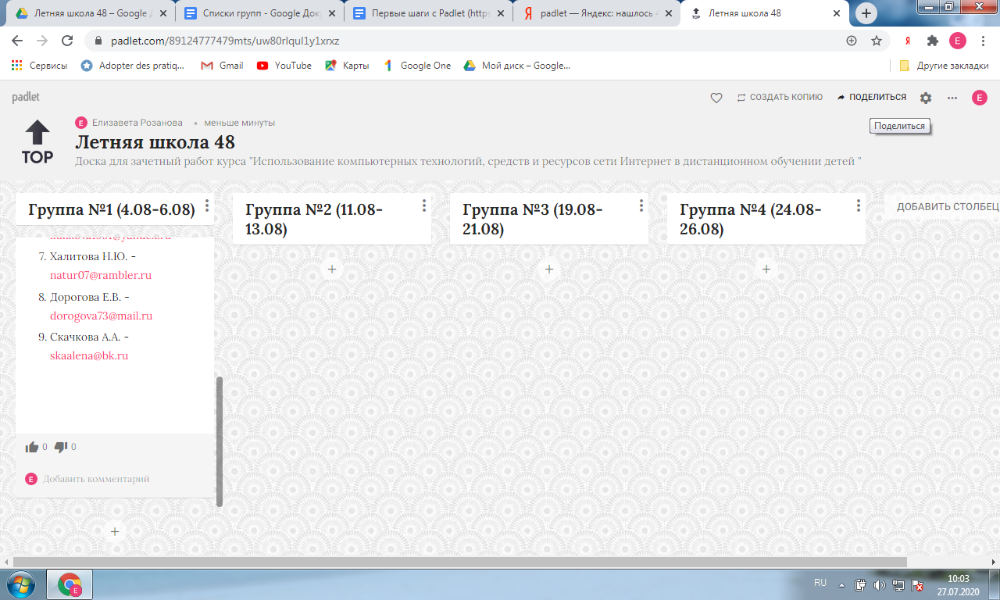 Летняя школа 48 – Google Д
Списки групп - Google Док
Первые шаги с Padlet (https
padlet — Яндекс: нашлось
Летняя школа 48
padlet.com/89124777479mts/uw80rlqul1y1xrxz
Я
E
Сервисы
Adopter des pratiq...
Gmail
YouTube
Карты
Google One
Мой диск – Google...
Другие закладки
padlet
СОЗДАТЬ КОПИЮ
ПОДЕЛИТЬСЯ
E
Поделиться
TOP
E Елизавета Розанова • меньше минуты
Летняя школа 48
Доска для зачетный работ курса "Использование компьютерных технологий, средств и ресурсов сети Интернет в дистанционном обучении детей "
Группа №1 (4.08-6.08)
Группа №2 (11.08-
13.08)
Группа №3 (19.08-
21.08)
Группа №4 (24.08-
26.08)
ДОБАВИТЬ СТОЛБЕЦ
7. Халитова Н.Ю. -
natur07@rambler.ru
8. Дорогова Е.В. -
dorogova73@mail.ru
9. Скачкова А.А. -
skaalena@bk.ru
0 0
E Добавить комментарий
E
RU
10:03
27.07.2020